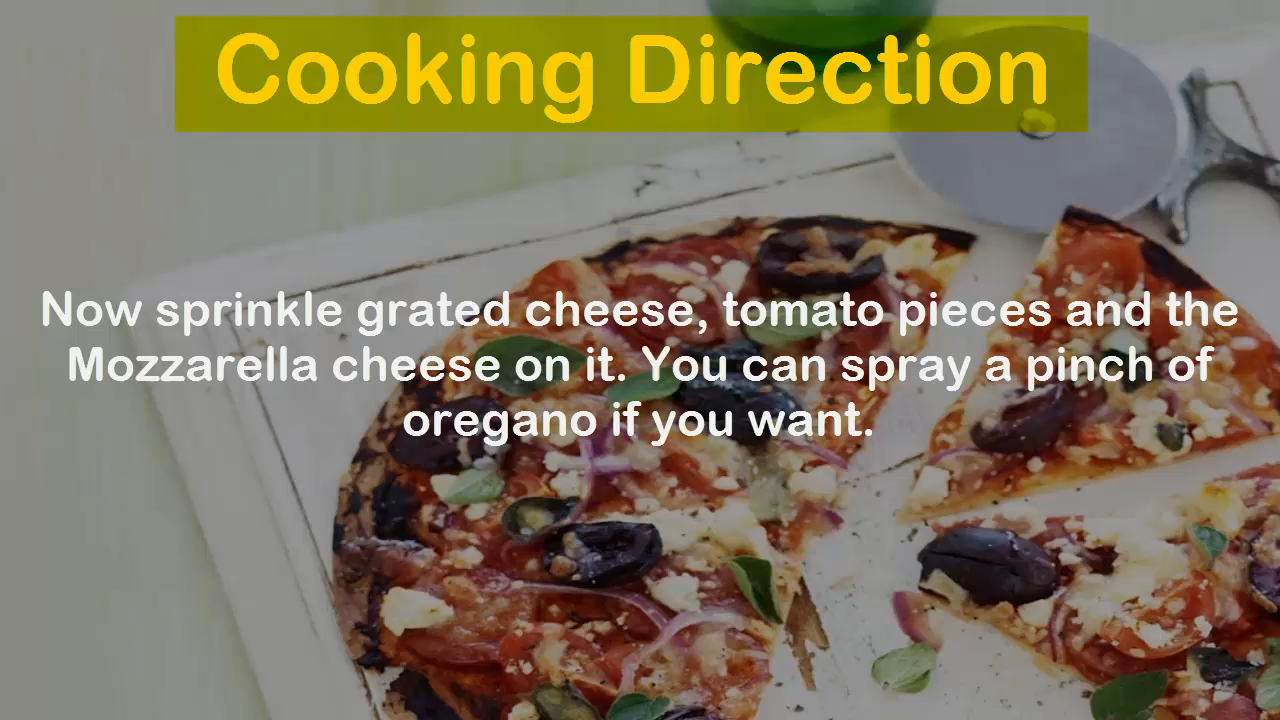 Cooking Direction
Now sprinkle grated cheese, tomato pieces and the
Mozzarella cheese on it. You can spray a pinch of
oregano if you want.